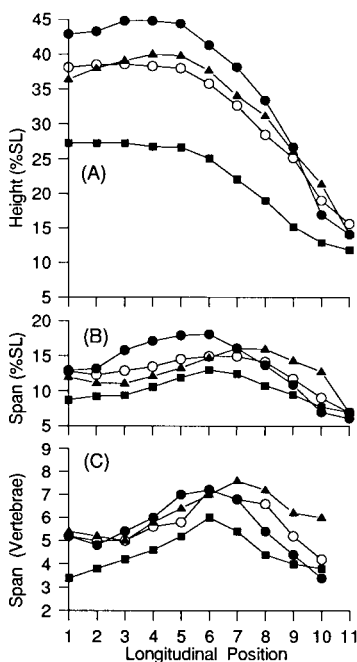 45
40
35
30
25
20
15
10
5
Height (%SL)
(A)
20
15
10
5
Span (%SL)
(B)
9
8
7
6
5
4
3
2
Span (Vertebrae)
(C)
1 2 3 4 5 6 7 8 9 10 11
Longitudinal Position